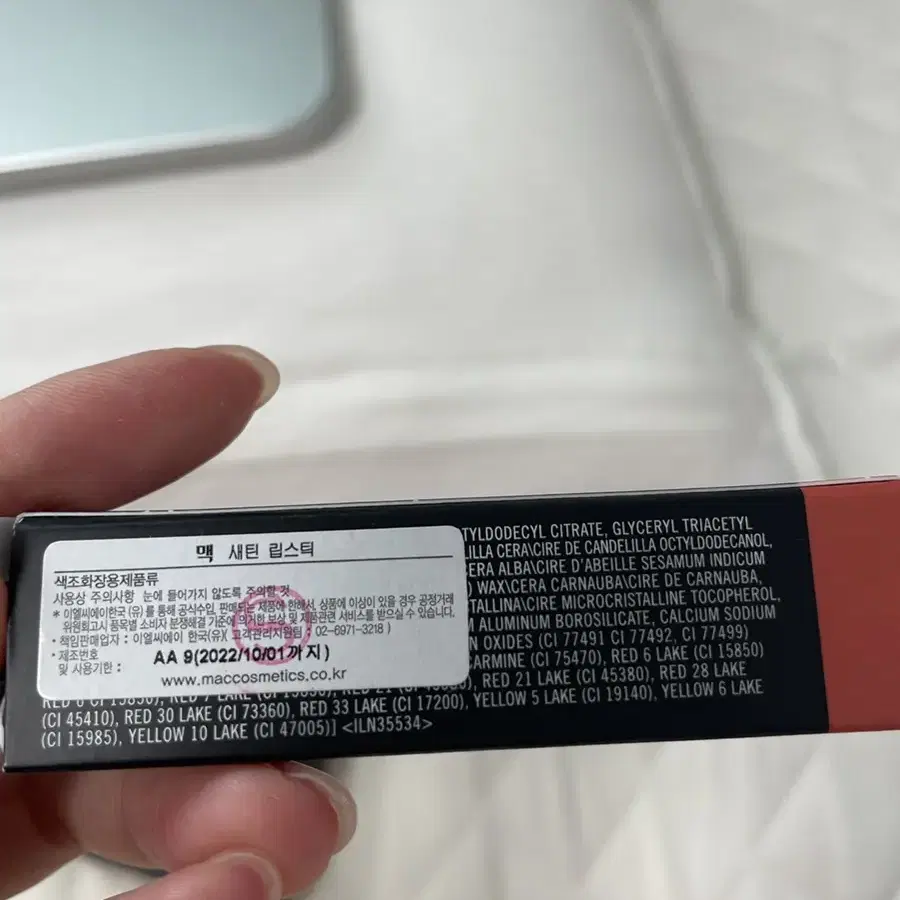 맥 새틴 립스틱
색조화장용제품류
사용상 주의사항 눈에 들어가지 않도록 주의할 것
* 이엘씨에이한국 (유) 를 통해 공식수입, 판매되는 제품에 한해서, 상품에 이상이 있을 경우 공정거래
위원회고시 품목별 소비자 분쟁해결 기준에 의거한 보상 및 제품관련 서비스를 받으실 수 있습니다.
* 책임판매업자 : 이엘씨에이 한국(유) 고객관리지원팀 : 02-6971-3218 )
* 제조번호
및 사용기한 : AA 9(2022/10/01까지)
www.maccosmetics.co.kr
TYLDODECYL CITRATE, GLYCERYL TRIACETYL
LILLA CERA\CIRE DE CANDELILLA OCTYLDODECANOL,
CERA ALBA\CIRE D'ABEILLE SESAMUM INDICUM
) WAX\CERA CARNAUBA\CIRE DE CARNAUBA,
TALLINA\CIRE MICROCRISTALLINE TOCOPHEROL,
M ALUMINUM BOROSILICATE, CALCIUM SODIUM
N OXIDES (CI 77491 CI 77492, CI 77499)
CARMINE (CI 75470), RED 6 LAKE (CI 15850)
RED 21 LAKE (CI 45380), RED 28 LAKE
(CI 45410), RED 30 LAKE (CI 73360), RED 33 LAKE (CI 17200), YELLOW 5 LAKE (CI 19140), YELLOW 6 LAKE
(CI 15985), YELLOW 10 LAKE (CI 47005)] <ILN35534>